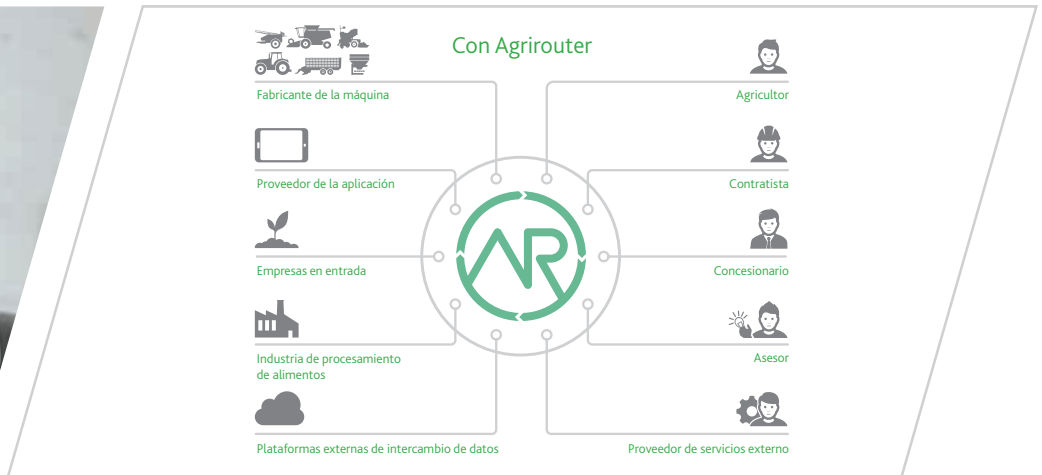 Con Agrirouter
Fabricante de la máquina
Agricultor
Proveedor de la aplicación
Contratista
AR
Empresas en entrada
Concesionario
Industria de procesamiento
de alimentos
Asesor
Plataformas externas de intercambio de datos
Proveedor de servicios externo